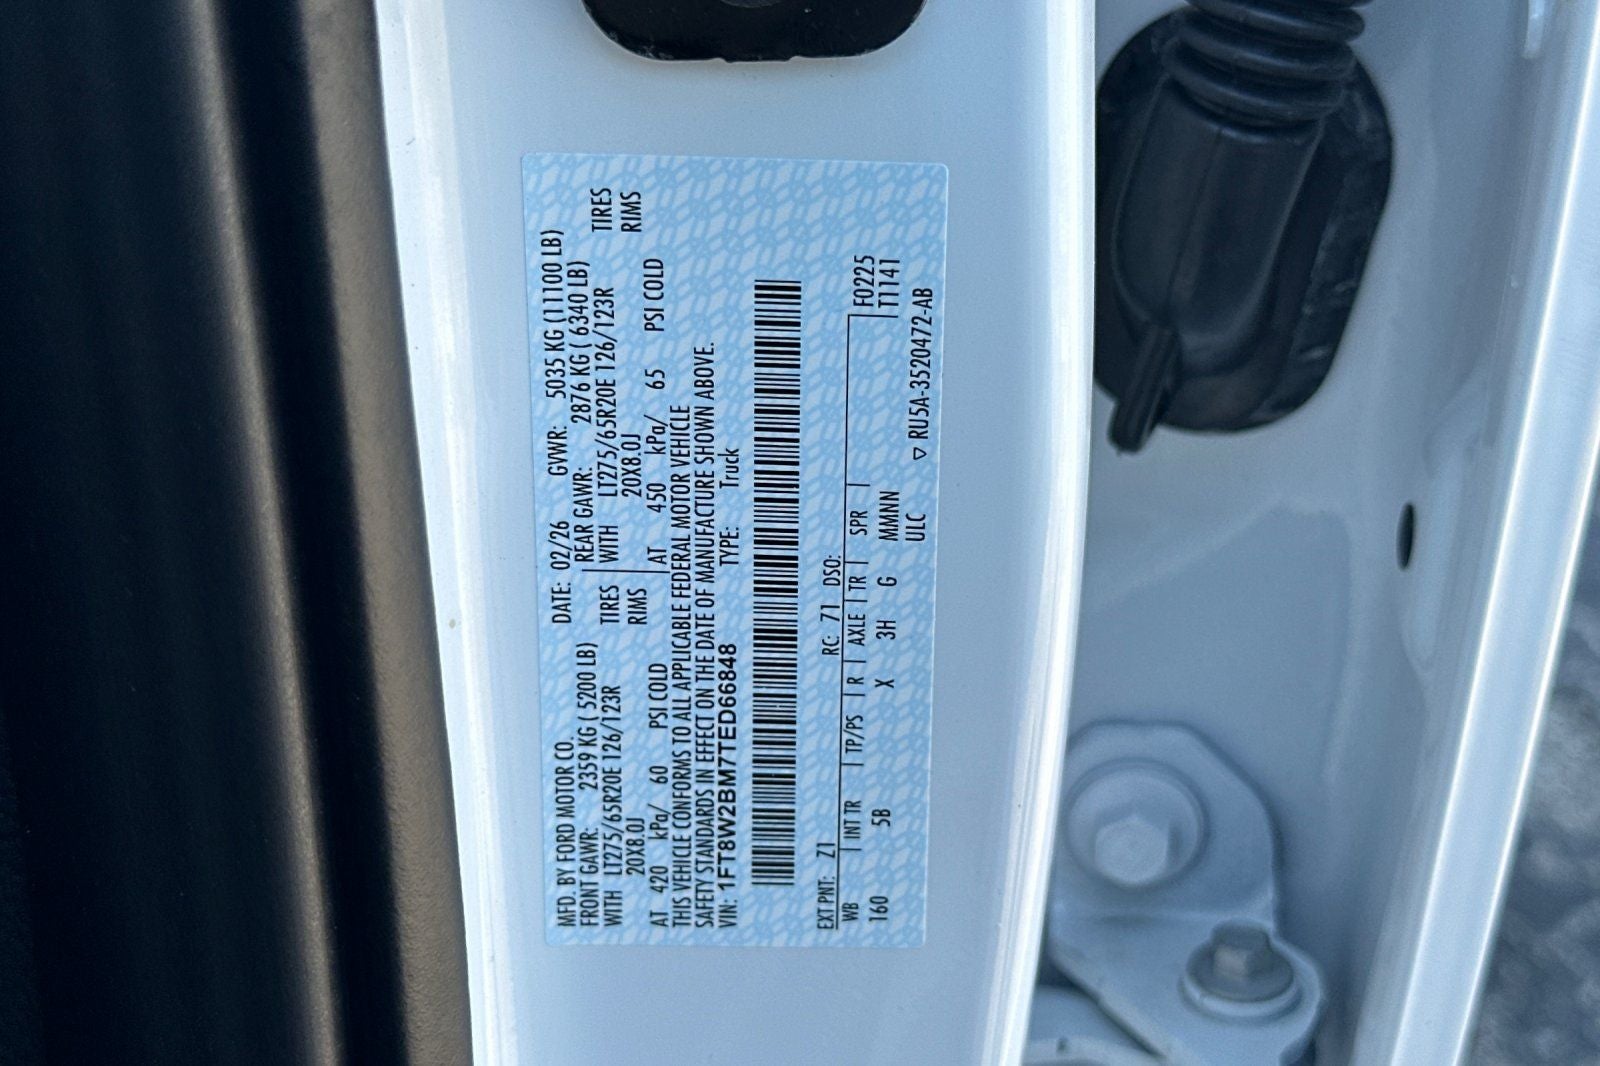 MFD. BY FORD MOTOR CO.
DATE: 02/26 GVWR: 5035 KG (11100 LB)
FRONT GAWR: 2359 KG ( 5200 LB) REAR GAWR: 2876 KG ( 6340 LB)
WITH LT275/65R20E 126/123R TIRES WITH LT275/65R20E 126/123R TIRES
20X8.0J RIMS 20X8.0J RIMS
AT 420 kPa/ 60 PSI COLD AT 450 kPa/ 65 PSI COLD
THIS VEHICLE CONFORMS TO ALL APPLICABLE FEDERAL MOTOR VEHICLE
SAFETY STANDARDS IN EFFECT ON THE DATE OF MANUFACTURE SHOWN ABOVE.
VIN: 1FT8W2BM7TED66848 TYPE: Truck
EXT PNT: Z1 RC: 71 DSO:
WB INT TR TP/PS R AXLE TR SPR F0225
160 5B X 3H G MMNN T1141
ULC ▽ RU5A-3520472-AB